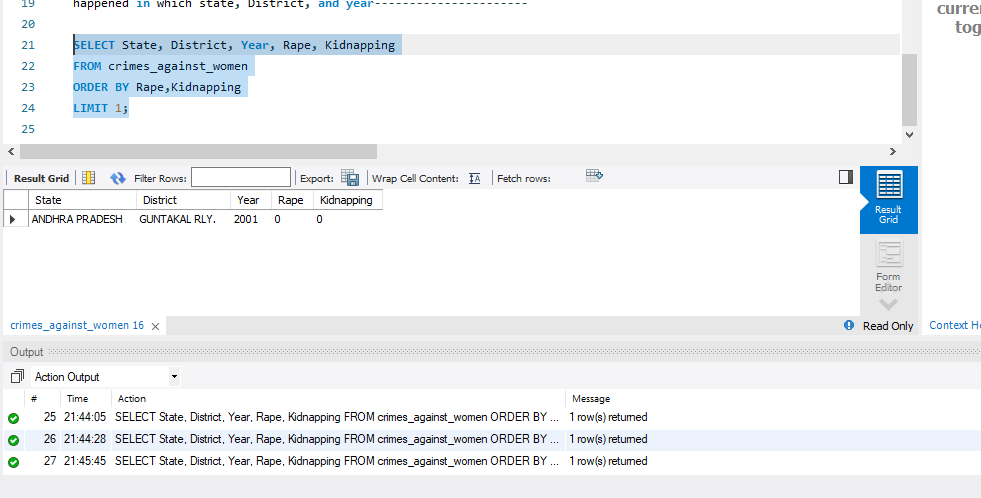 19 happened in which state, District, and year-----------------------
20
21 SELECT State, District, Year, Rape, Kidnapping
22 FROM crimes_against_women
23 ORDER BY Rape,Kidnapping
24 LIMIT 1;
25
curre
tog
Result Grid Filter Rows: Export: Wrap Cell Content: IA Fetch rows:
State District Year Rape Kidnapping
ANDHRA PRADESH GUNTAKAL RLY. 2001 0 0
Result
Grid
Form
Editor
crimes_against_women 16 Read Only Context He
Output
Action Output
# Time Action Message
25 21:44:05 SELECT State, District, Year, Rape, Kidnapping FROM crimes_against_women ORDER BY ... 1 row(s) returned
26 21:44:28 SELECT State, District, Year, Rape, Kidnapping FROM crimes_against_women ORDER BY ... 1 row(s) returned
27 21:45:45 SELECT State, District, Year, Rape, Kidnapping FROM crimes_against_women ORDER BY ... 1 row(s) returned